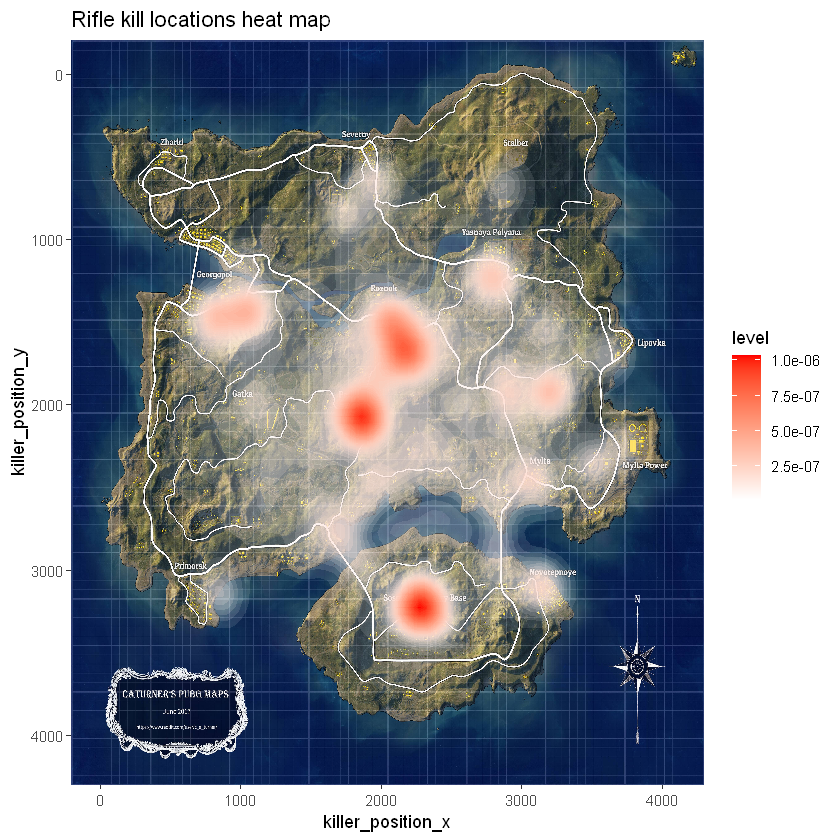 Rifle kill locations heat map
killer_position_y
0
1000
2000
3000
4000
Zharki
Severny
Stalber
Yasnaya Polyana
Georgopol
Rozhok
Lipovka
Gatka
Mylta
Mylta Power
Primorsk
Novorepnoye
Base
N
CATURNER'S PUBG MAPS
June 2017
0
1000
2000
3000
4000
killer_position_x
level
1.0e-06
7.5e-07
5.0e-07
2.5e-07